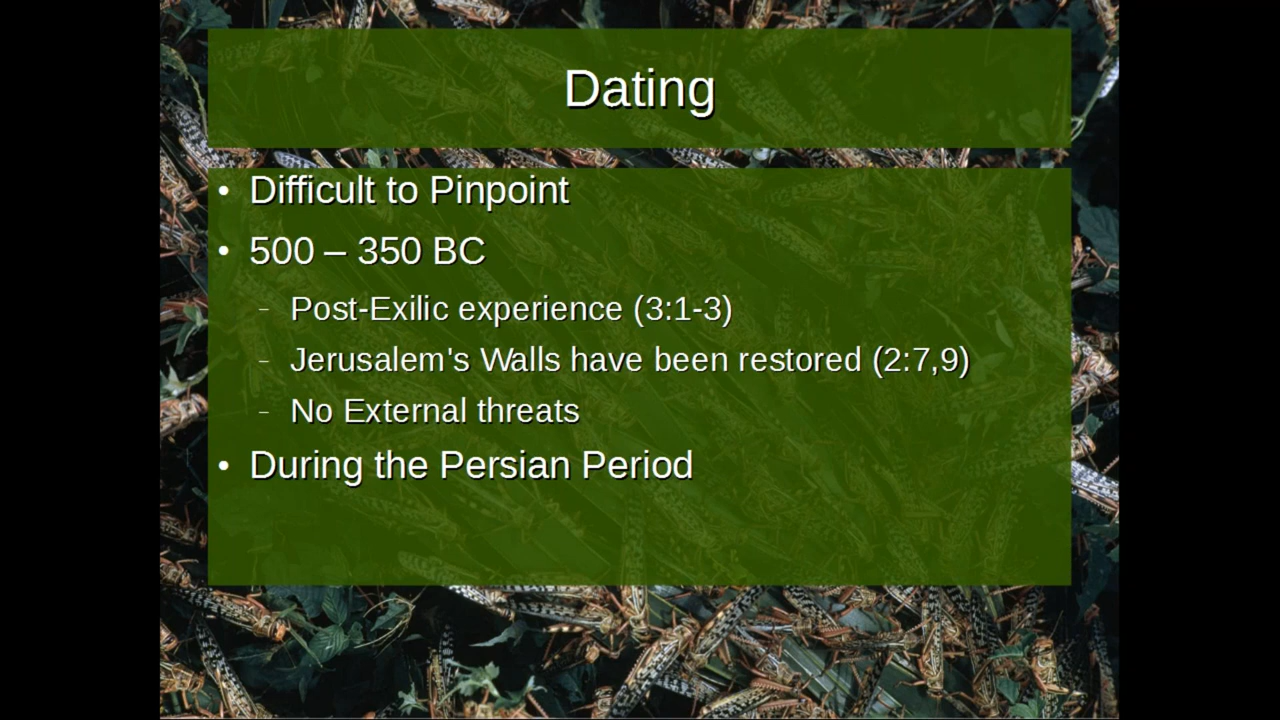 Dating
• Difficult to Pinpoint
• 500 – 350 BC
– Post-Exilic experience (3:1-3)
– Jerusalem's Walls have been restored (2:7,9)
– No External threats
• During the Persian Period